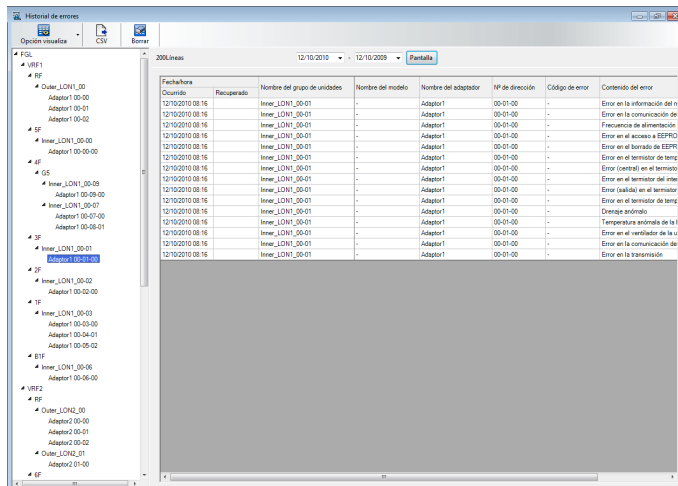 Historial de errores
Opción visualiza CSV Borrar
FGL
VRF1
RF
Outer_LON1_00
Adaptor1 00-00
Adaptor1 00-01
Adaptor1 00-02
5F
Inner_LON1_00-00
Adaptor1 00-00-00
4F
G5
Inner_LON1_00-09
Adaptor1 00-09-00
Inner_LON1_00-07
Adaptor1 00-07-00
Adaptor1 00-08-01
3F
Inner_LON1_00-01
Adaptor1 00-01-00
2F
Inner_LON1_00-02
Adaptor1 00-02-00
1F
Inner_LON1_00-03
Adaptor1 00-03-00
Adaptor1 00-04-01
Adaptor1 00-05-02
B1F
Inner_LON1_00-06
Adaptor1 00-06-00
VRF2
RF
Outer_LON2_00
Adaptor2 00-00
Adaptor2 00-01
Adaptor2 00-02
Outer_LON2_01
Adaptor2 01-00
6F
200Líneas 12/10/2010 - 12/10/2009 Pantalla
Fecha/hora Nombre del grupo de unidades Nombre del modelo Nombre del adaptador Nº de dirección Código de error Contenido del error
Ocurrido Recuperado
12/10/2010 08:16 Inner_LON1_00-01 - Adaptor1 00-01-00 - Error en la información del m
12/10/2010 08:16 Inner_LON1_00-01 - Adaptor1 00-01-00 - Error en la comunicación del
12/10/2010 08:16 Inner_LON1_00-01 - Adaptor1 00-01-00 - Frecuencia de alimentación
12/10/2010 08:16 Inner_LON1_00-01 - Adaptor1 00-01-00 - Error en el acceso a EEPRO
12/10/2010 08:16 Inner_LON1_00-01 - Adaptor1 00-01-00 - Error en el borrado de EEPR
12/10/2010 08:16 Inner_LON1_00-01 - Adaptor1 00-01-00 - Error en el termistor de temp
12/10/2010 08:16 Inner_LON1_00-01 - Adaptor1 00-01-00 - Error (central) en el termisto
12/10/2010 08:16 Inner_LON1_00-01 - Adaptor1 00-01-00 - Error en el termistor del inte
12/10/2010 08:16 Inner_LON1_00-01 - Adaptor1 00-01-00 - Error (salida) en el termistor
12/10/2010 08:16 Inner_LON1_00-01 - Adaptor1 00-01-00 - Error en el termistor de temp
12/10/2010 08:16 Inner_LON1_00-01 - Adaptor1 00-01-00 - Drenaje anómalo
12/10/2010 08:16 Inner_LON1_00-01 - Adaptor1 00-01-00 - Temperatura anómala de la
12/10/2010 08:16 Inner_LON1_00-01 - Adaptor1 00-01-00 - Error en el ventilador de la u
12/10/2010 08:16 Inner_LON1_00-01 - Adaptor1 00-01-00 - Error en la comunicación de
12/10/2010 08:16 Inner_LON1_00-01 - Adaptor1 00-01-00 - Error en la transmisión